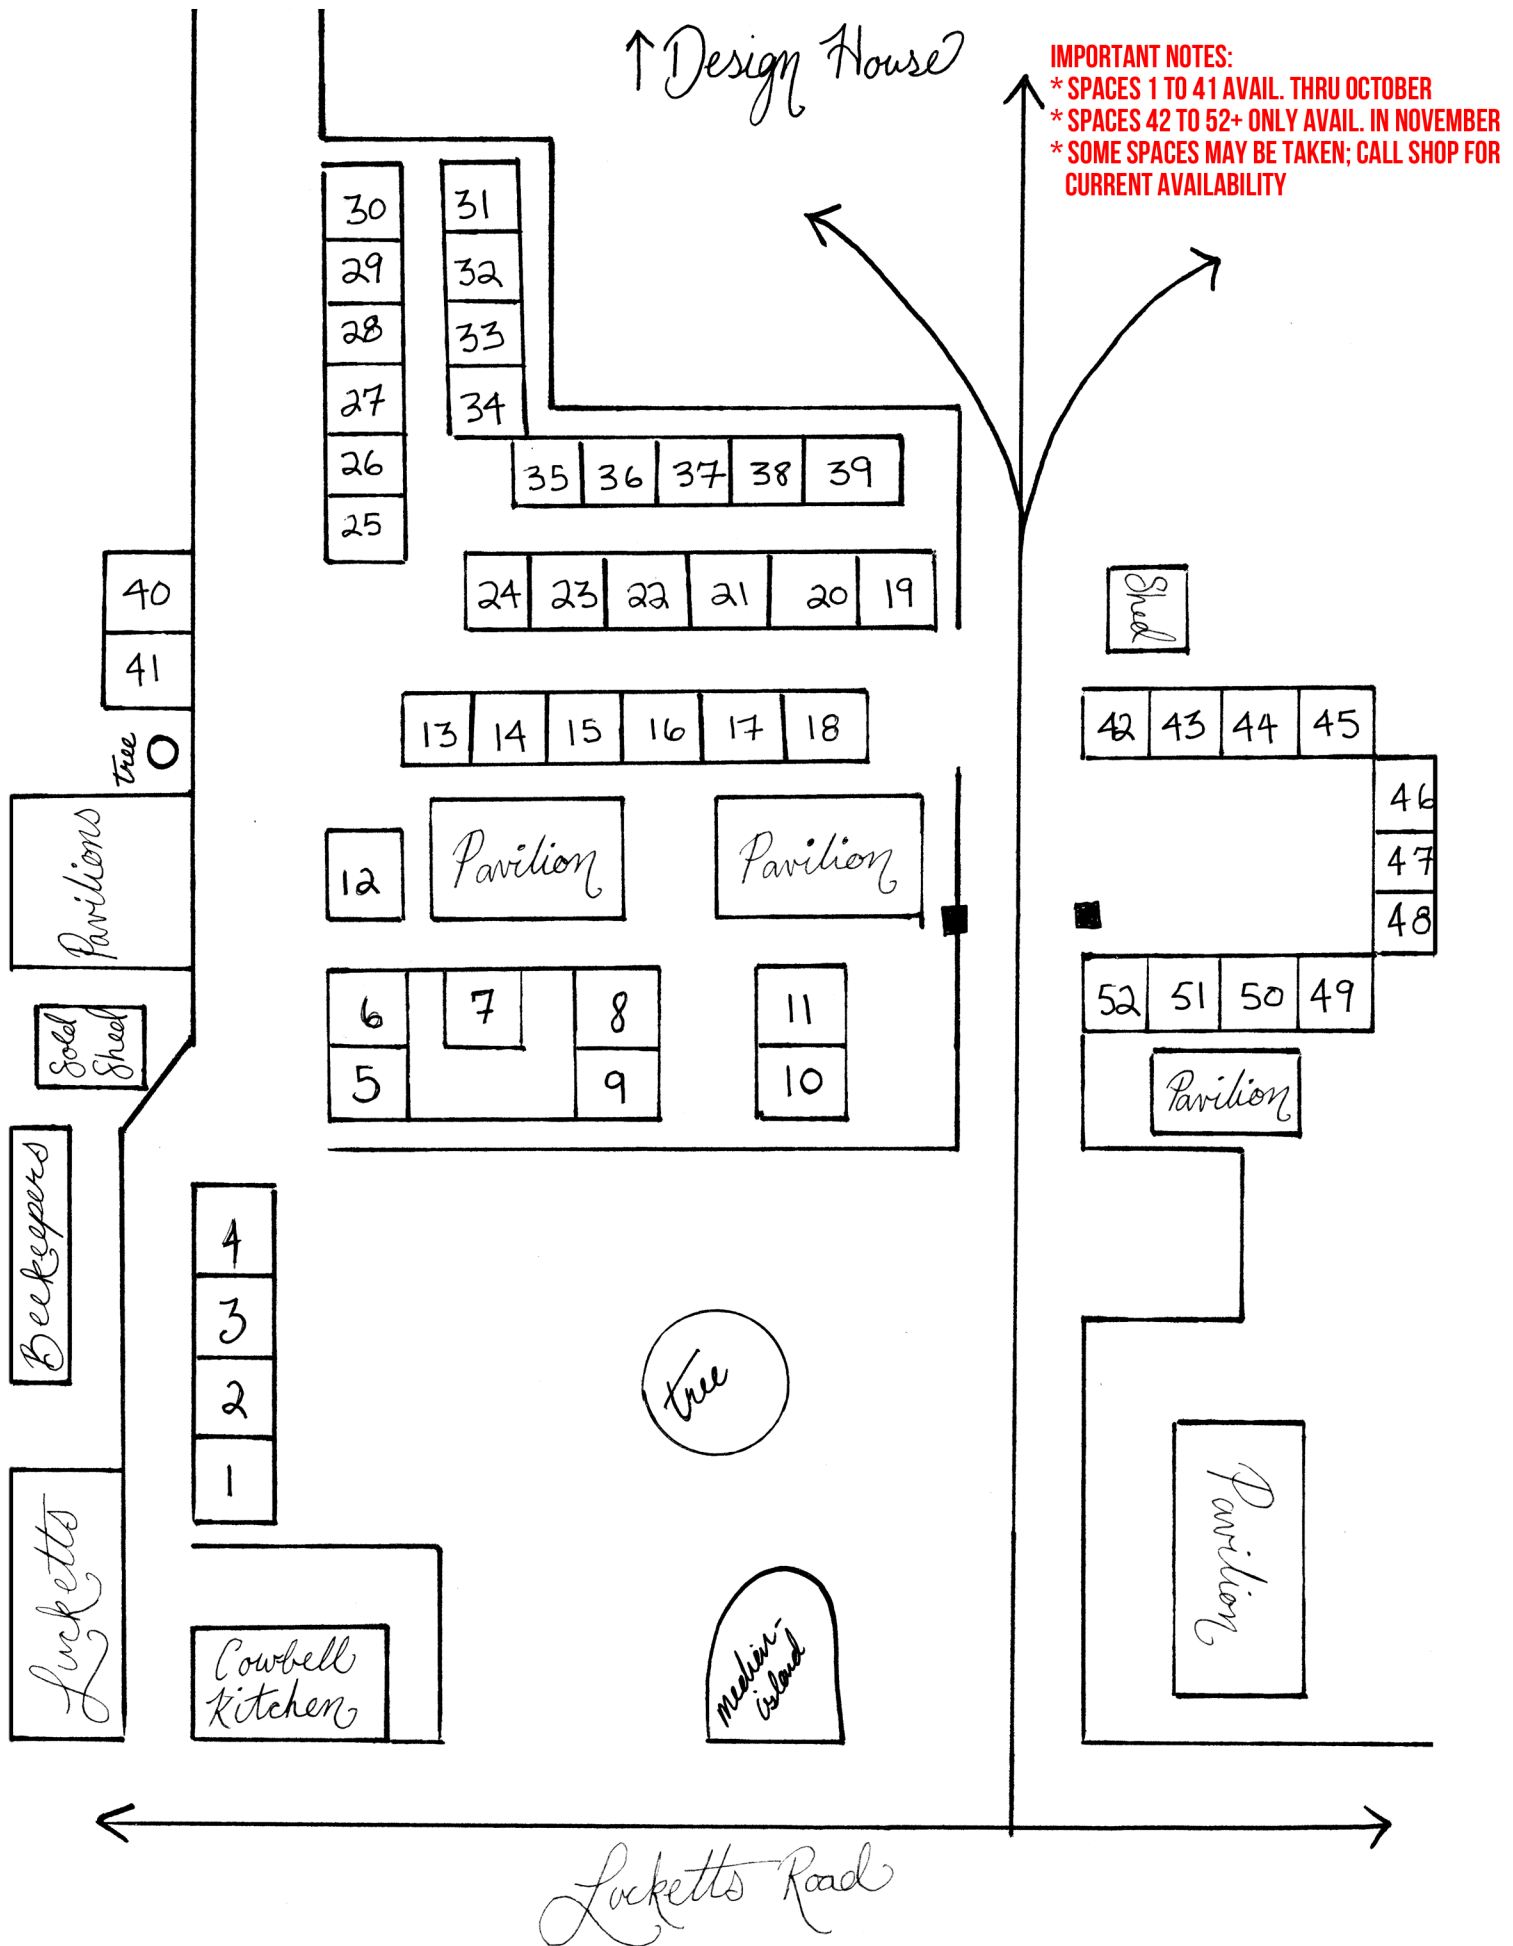 ↑ Design House
IMPORTANT NOTES:
* SPACES 1 TO 41 AVAIL. THRU OCTOBER
* SPACES 42 TO 52+ ONLY AVAIL. IN NOVEMBER
* SOME SPACES MAY BE TAKEN; CALL SHOP FOR
CURRENT AVAILABILITY
30
31
29
32
28
33
27
34
26
35 36 37 38 39
25
40
24 23 22 21 20 19
Shed
41
13 14 15 16 17 18
42 43 44 45
tree
46
Pavilions
12
Pavilion
Pavilion
47
48
6
7
8
11
52 51 50 49
Sold
Shed
5
9
10
Pavilion
Beekeepers
4
3
2
1
tree
Lucketts
Cowbell
Kitchen
median-
island
Pavilion
Lucketts Road